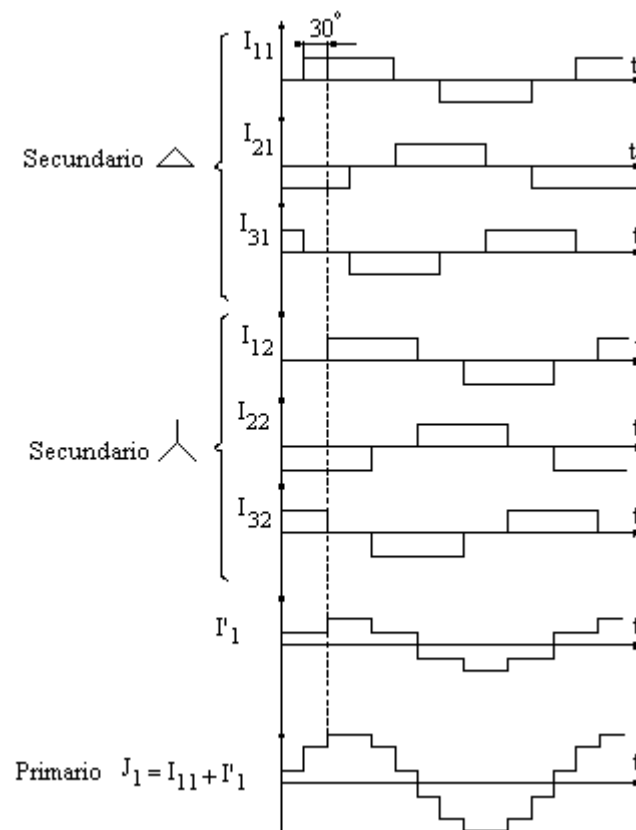 30°
I11 t
I21 t
Secundario
I31 t
I12
I22 t
Secundario
I32 t
I'1 t
Primario J1 = I11 + I'1 t